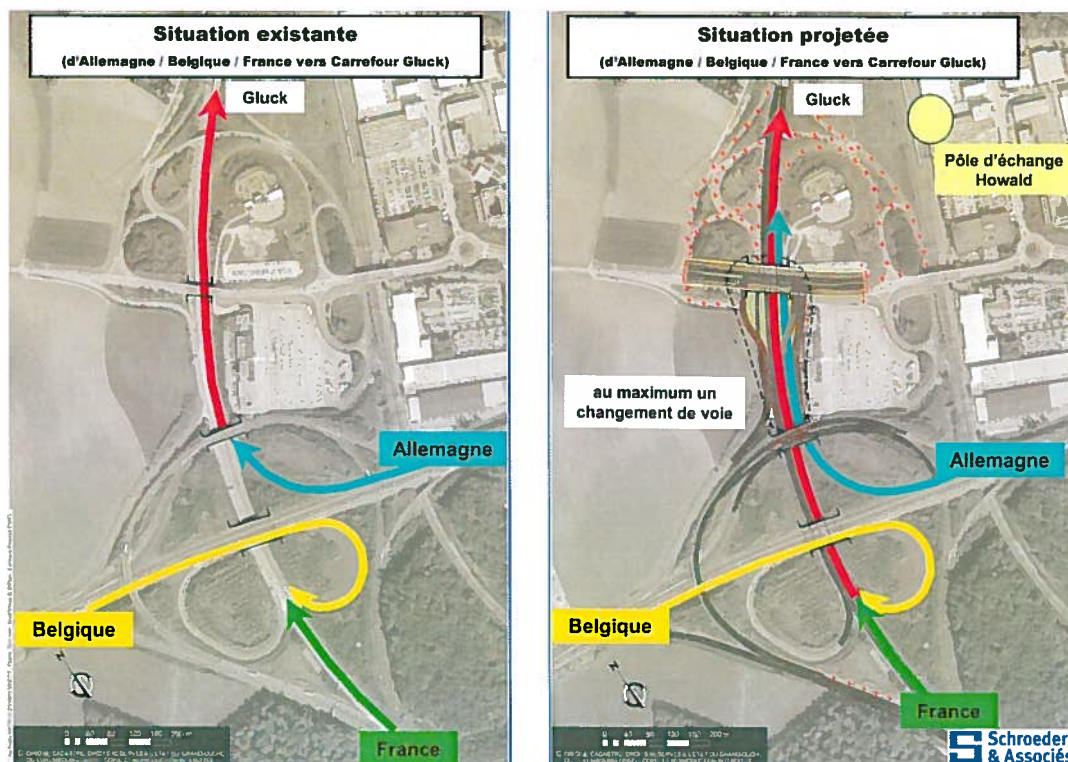 Situation existante
(d'Allemagne / Belgique / France vers Carrefour Gluck)
Gluck
Allemagne
Belgique
N
France
Situation projetée
(d'Allemagne / Belgique / France vers Carrefour Gluck)
Gluck
Pôle d'échange
Howald
au maximum un
changement de voie
Allemagne
Belgique
N
France
Schroeder
& Associés